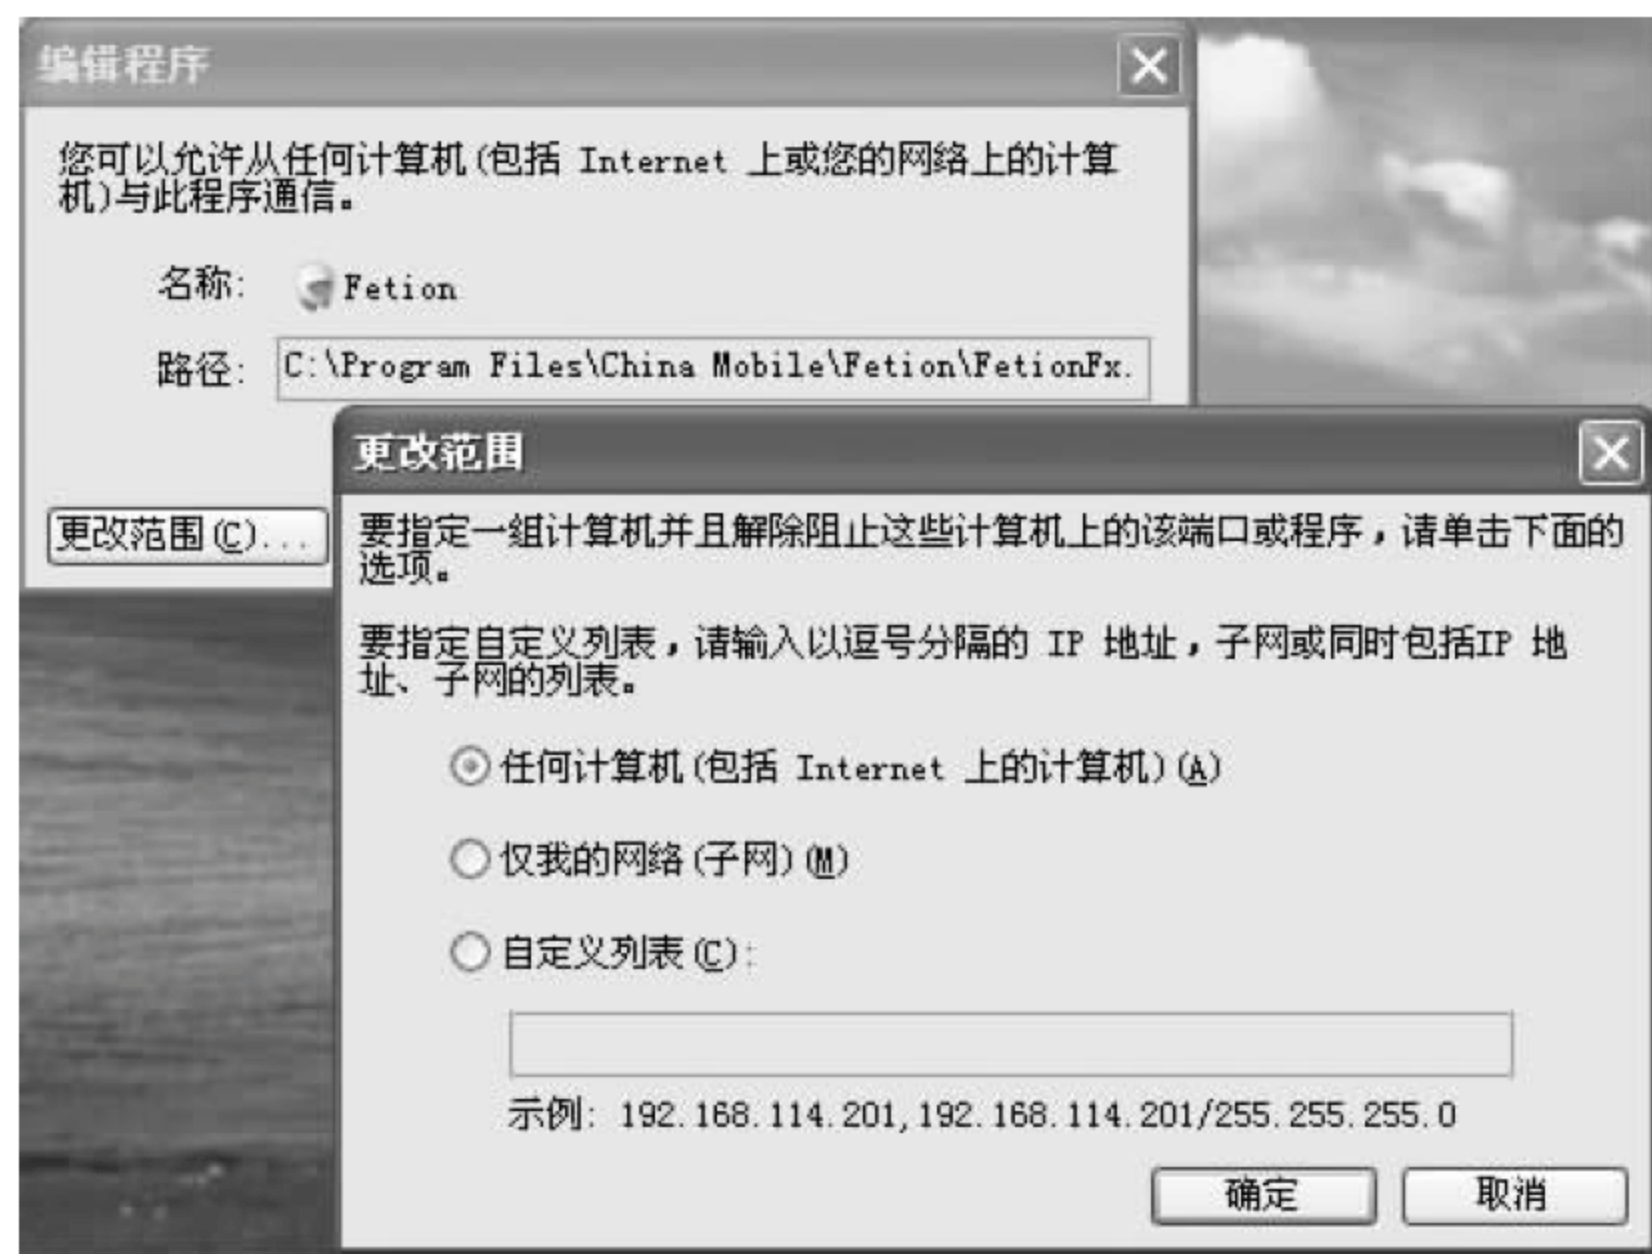 编辑程序
您可以允许从任何计算机(包括 Internet 上或您的网络上的计算
机)与此程序通信。
名称: Fetion
路径: C:\Program Files\China Mobile\Fetion\FetionFx.
更改范围(C)...
更改范围
要指定一组计算机并且解除阻止这些计算机上的该端口或程序，请单击下面的
选项。
要指定自定义列表，请输入以逗号分隔的 IP 地址，子网或同时包括IP 地
址、子网的列表。
任何计算机(包括 Internet 上的计算机)(A)
仅我的网络(子网)(M)
自定义列表(C):
示例: 192.168.114.201,192.168.114.201/255.255.255.0
确定 取消